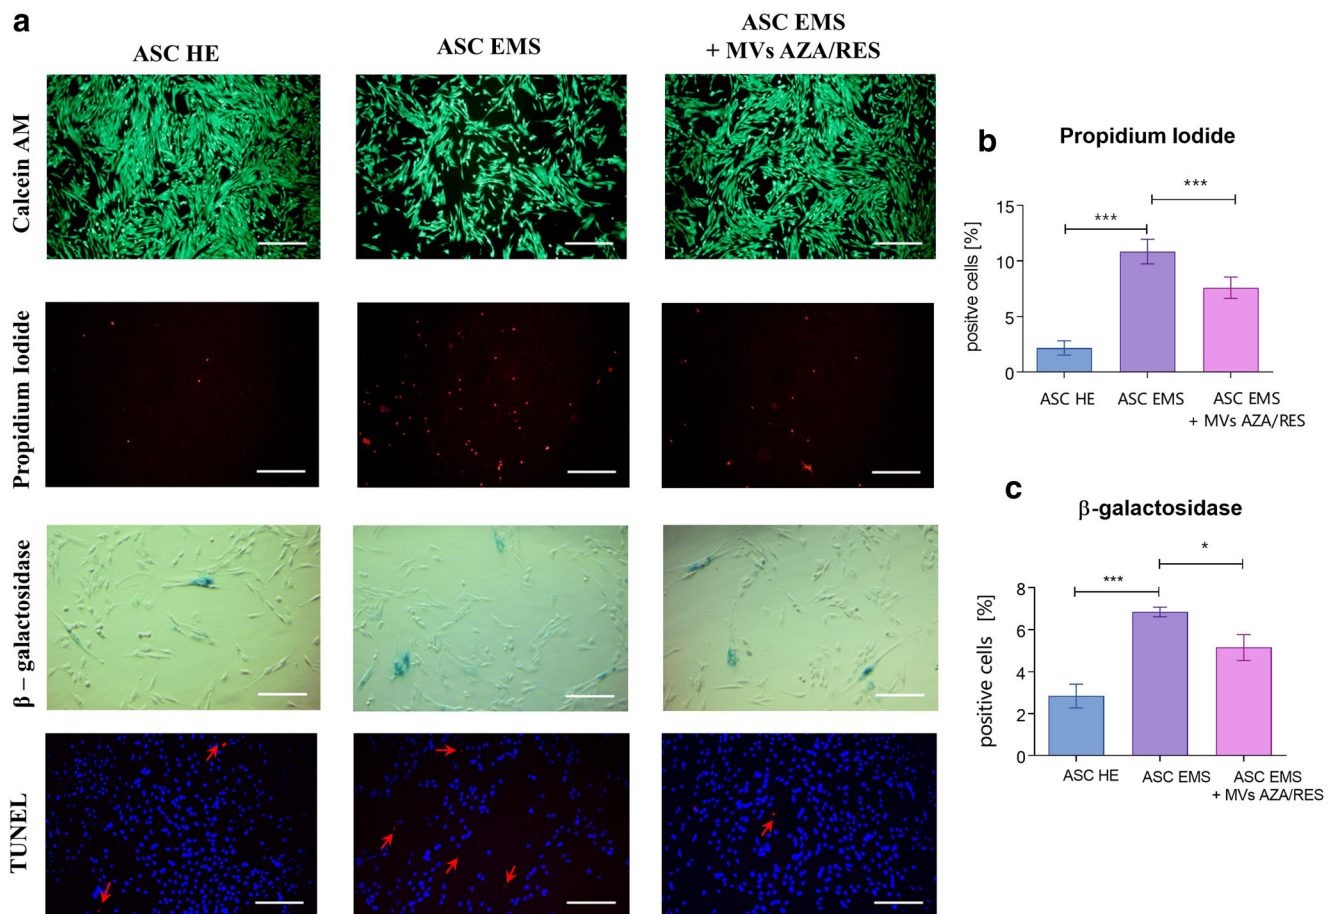 a
ASC HE
ASC EMS
ASC EMS
+ MVs AZA/RES
Calcein AM
Propidium Iodide
β – galactosidase
TUNEL
b
Propidium Iodide
positve cells [%]
15
10
5
0
***
***
ASC HE
ASC EMS
ASC EMS
+ MVs AZA/RES
c
β-galactosidase
positive cells [%]
8
6
4
2
0
***
*
ASC HE
ASC EMS
ASC EMS
+ MVs AZA/RES